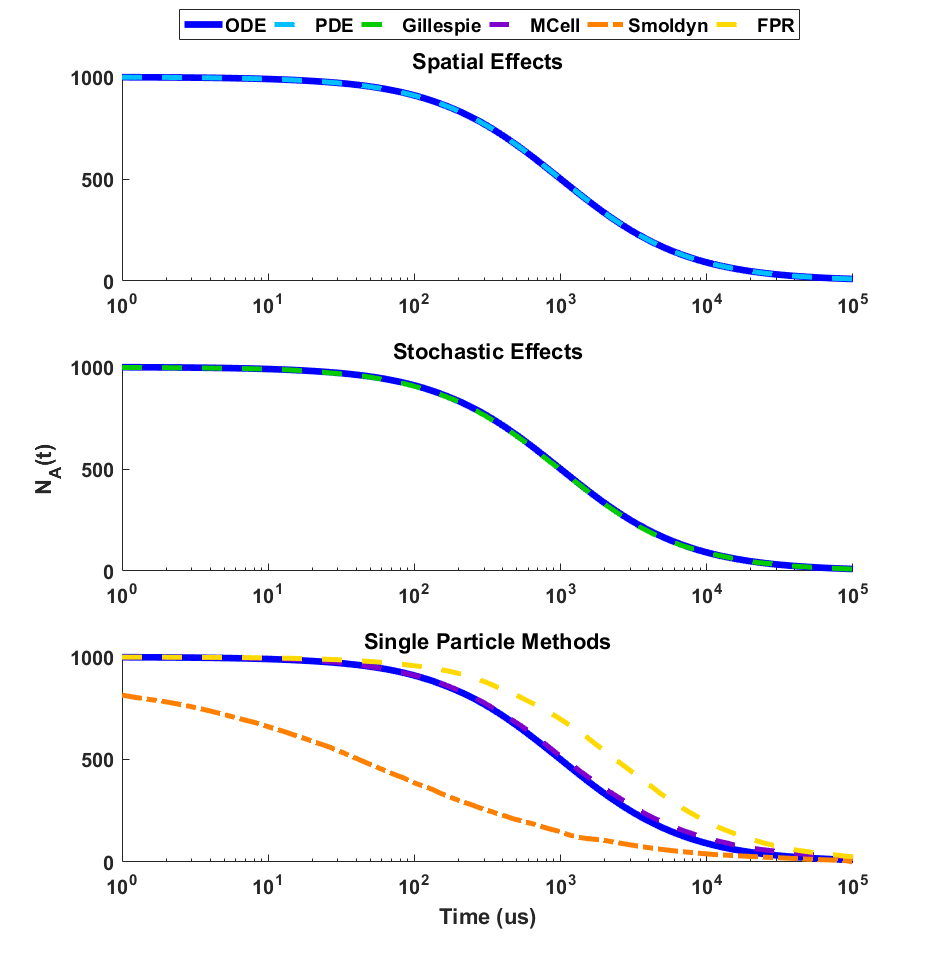 ODE PDE Gillespie MCell Smoldyn FPR
Spatial Effects
1000
500
0
10^0 10^1 10^2 10^3 10^4 10^5
Stochastic Effects
1000
500
0
10^0 10^1 10^2 10^3 10^4 10^5
N_A(t)
Single Particle Methods
1000
500
0
10^0 10^1 10^2 10^3 10^4 10^5
Time (us)